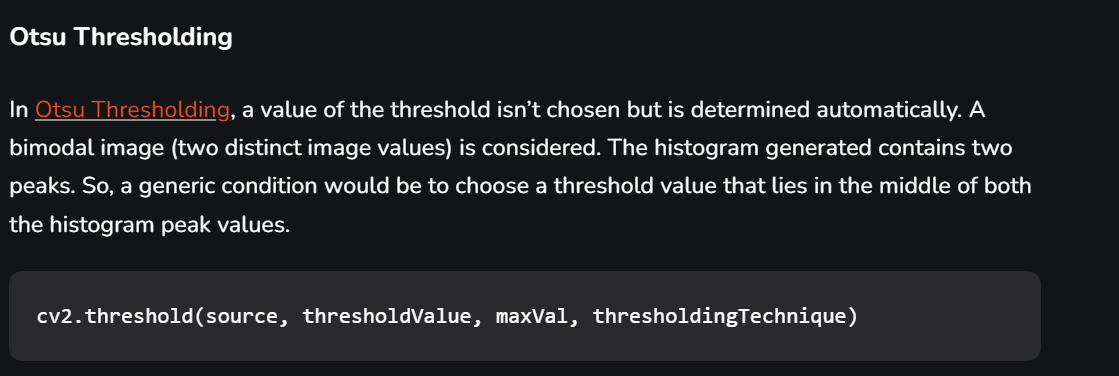 Otsu Thresholding
In Otsu Thresholding, a value of the threshold isn’t chosen but is determined automatically. A
bimodal image (two distinct image values) is considered. The histogram generated contains two
peaks. So, a generic condition would be to choose a threshold value that lies in the middle of both
the histogram peak values.
cv2.threshold(source, thresholdValue, maxVal, thresholdingTechnique)